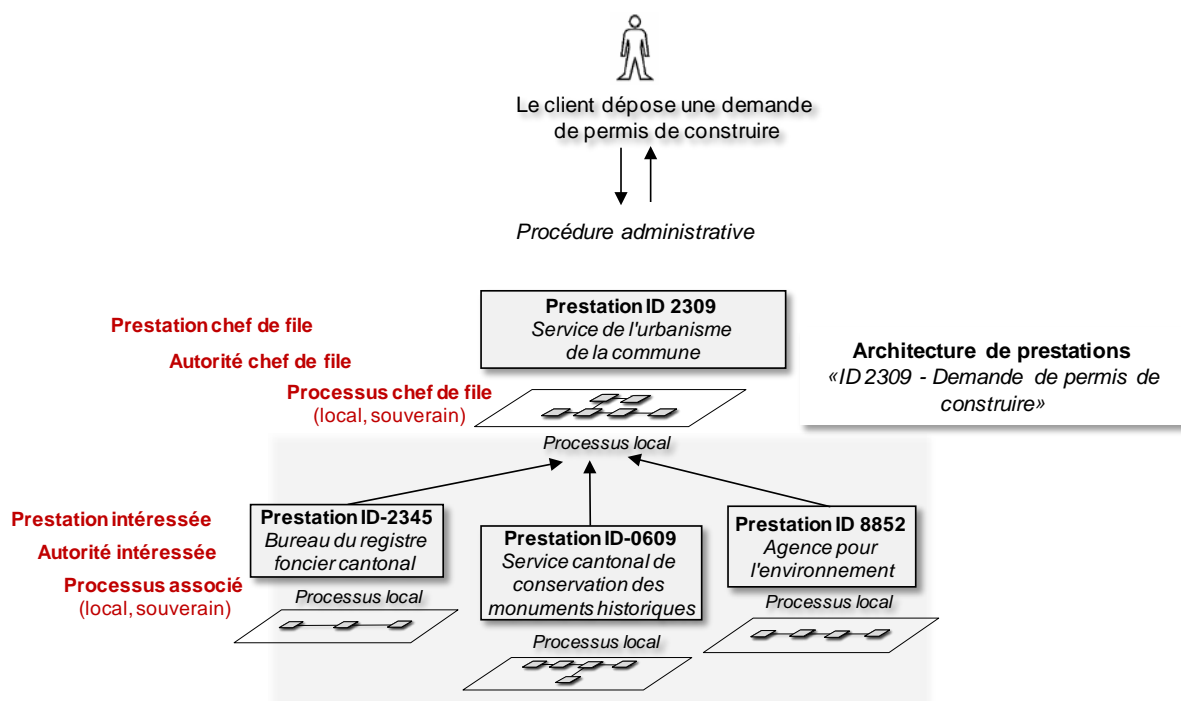 Le client dépose une demande
de permis de construire
Procédure administrative
Prestation chef de file
Autorité chef de file
Processus chef de file
(local, souverain)
Prestation ID 2309
Service de l'urbanisme
de la commune
Processus local
Architecture de prestations
«ID 2309 - Demande de permis de
construire»
Prestation intéressée
Autorité intéressée
Processus associé
(local, souverain)
Prestation ID-2345
Bureau du registre
foncier cantonal
Processus local
Prestation ID-0609
Service cantonal de
conservation des
monuments historiques
Processus local
Prestation ID 8852
Agence pour
l'environnement
Processus local